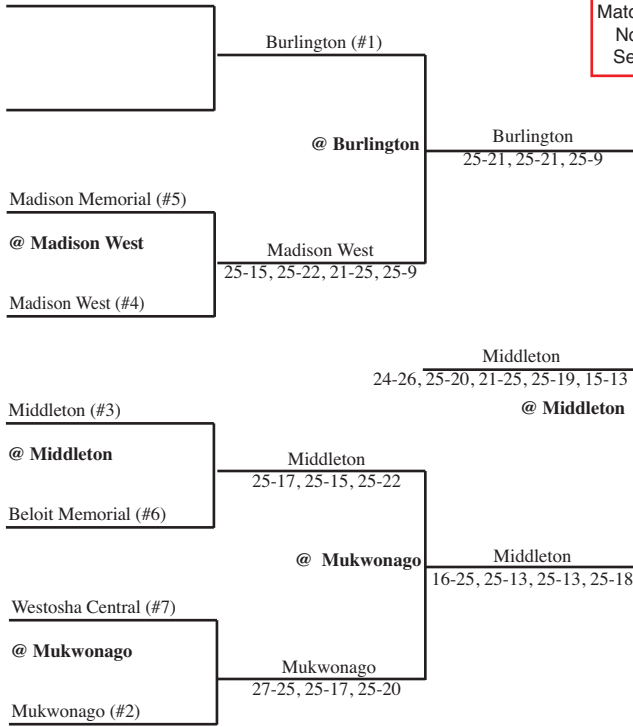 Burlington (#1)
@ Burlington
Burlington
25-21, 25-21, 25-9
Madison Memorial (#5)
@ Madison West
Madison West (#4)
Madison West
25-15, 25-22, 21-25, 25-9
Middleton
24-26, 25-20, 21-25, 25-19, 15-13
@ Middleton
Middleton (#3)
@ Middleton
Beloit Memorial (#6)
Middleton
25-17, 25-15, 25-22
@ Mukwonago
Middleton
16-25, 25-13, 25-13, 25-18
Westosha Central (#7)
@ Mukwonago
Mukwonago (#2)
Mukwonago
27-25, 25-17, 25-20